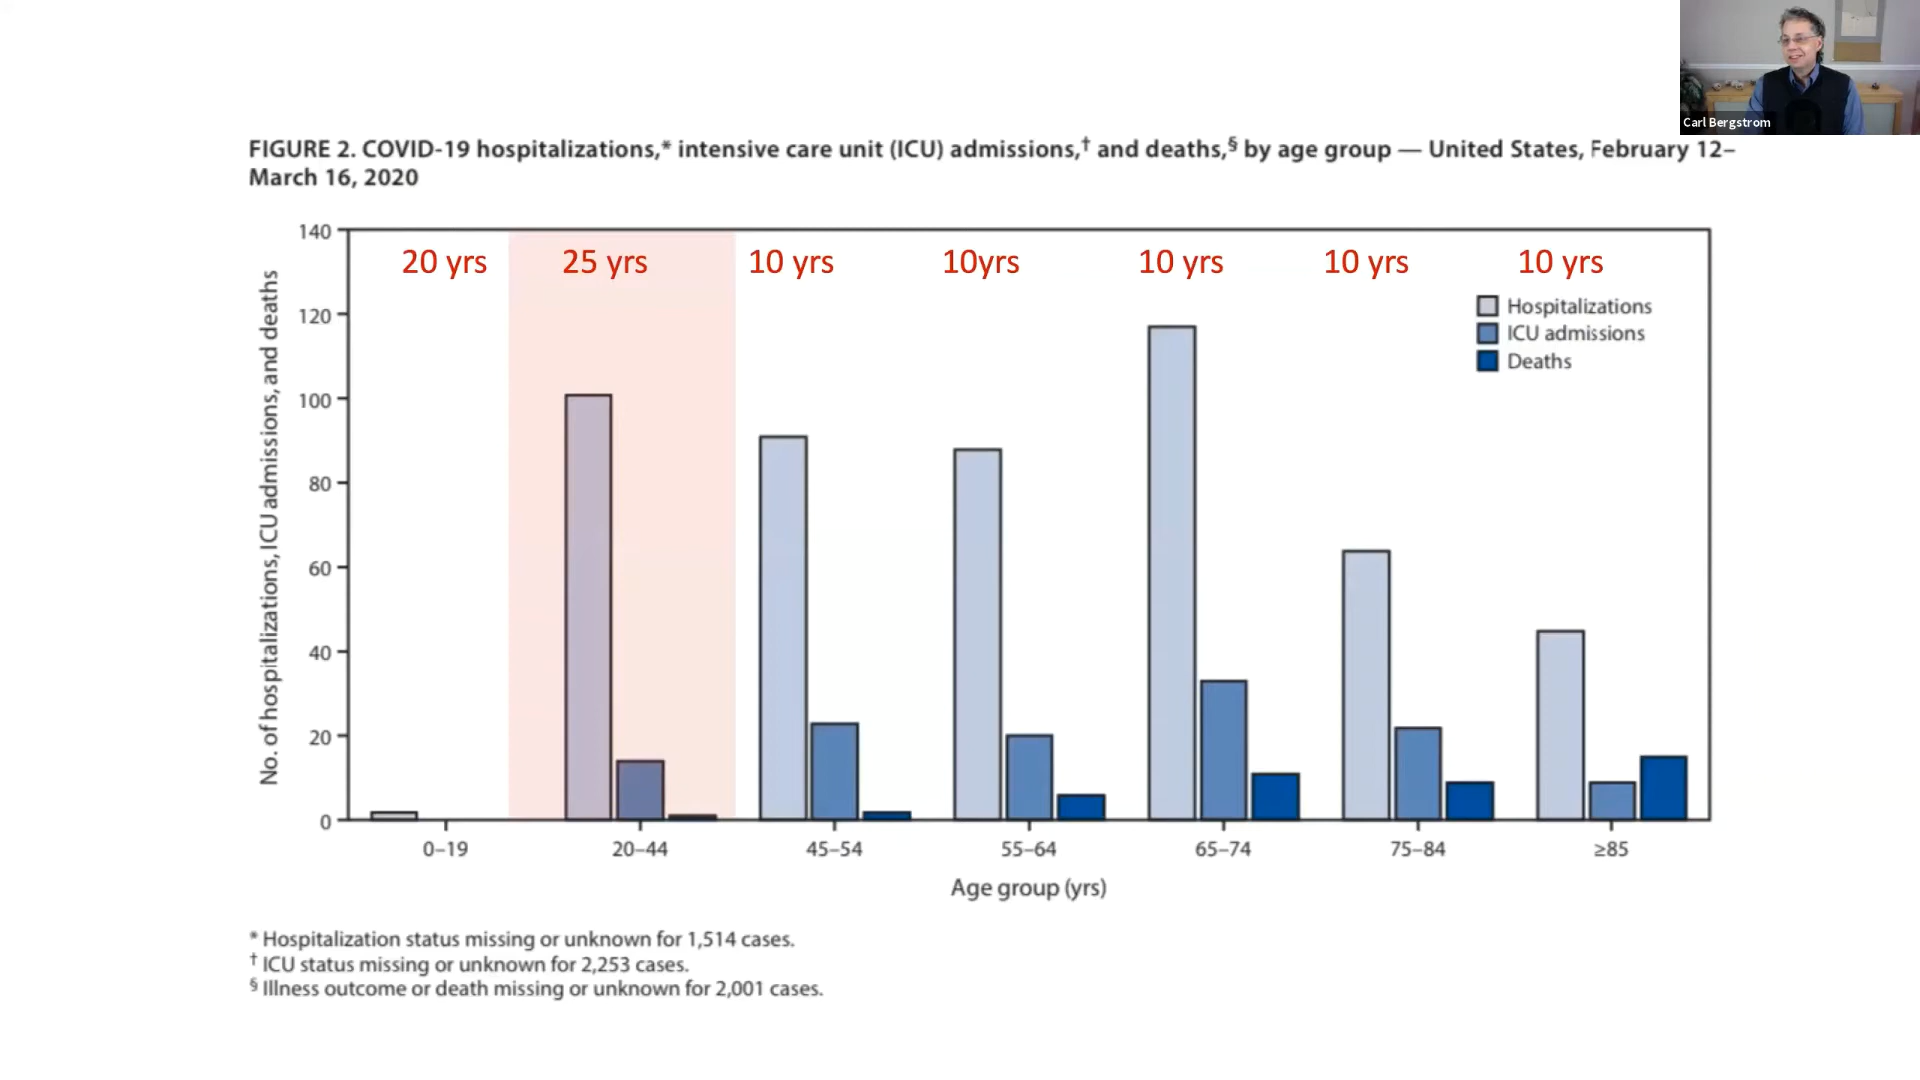 Carl Bergstrom
FIGURE 2. COVID-19 hospitalizations,* intensive care unit (ICU) admissions,† and deaths,§ by age group — United States, February 12–
March 16, 2020
No. of hospitalizations, ICU admissions, and deaths
140
120
100
80
60
40
20
0
20 yrs 25 yrs 10 yrs 10yrs 10 yrs 10 yrs 10 yrs
Hospitalizations
ICU admissions
Deaths
0–19 20–44 45–54 55–64 65–74 75–84 ≥85
Age group (yrs)
* Hospitalization status missing or unknown for 1,514 cases.
† ICU status missing or unknown for 2,253 cases.
§ Illness outcome or death missing or unknown for 2,001 cases.